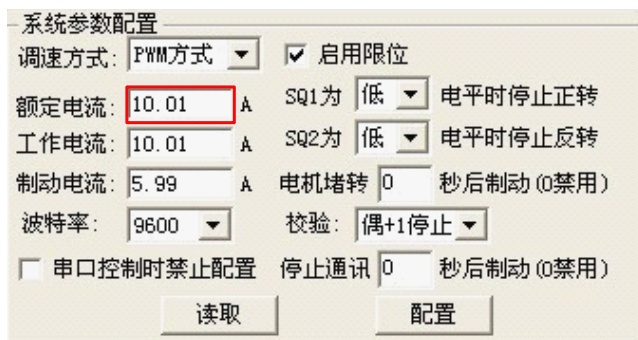 系统参数配置
调速方式: PWM方式 启用限位
额定电流: 10.01 A SQ1为 低 电平时停止正转
工作电流: 10.01 A SQ2为 低 电平时停止反转
制动电流: 5.99 A 电机堵转 0 秒后制动(0禁用)
波特率: 9600 校验: 偶+1停止
串口控制时禁止配置 停止通讯 0 秒后制动(0禁用)
读取 配置